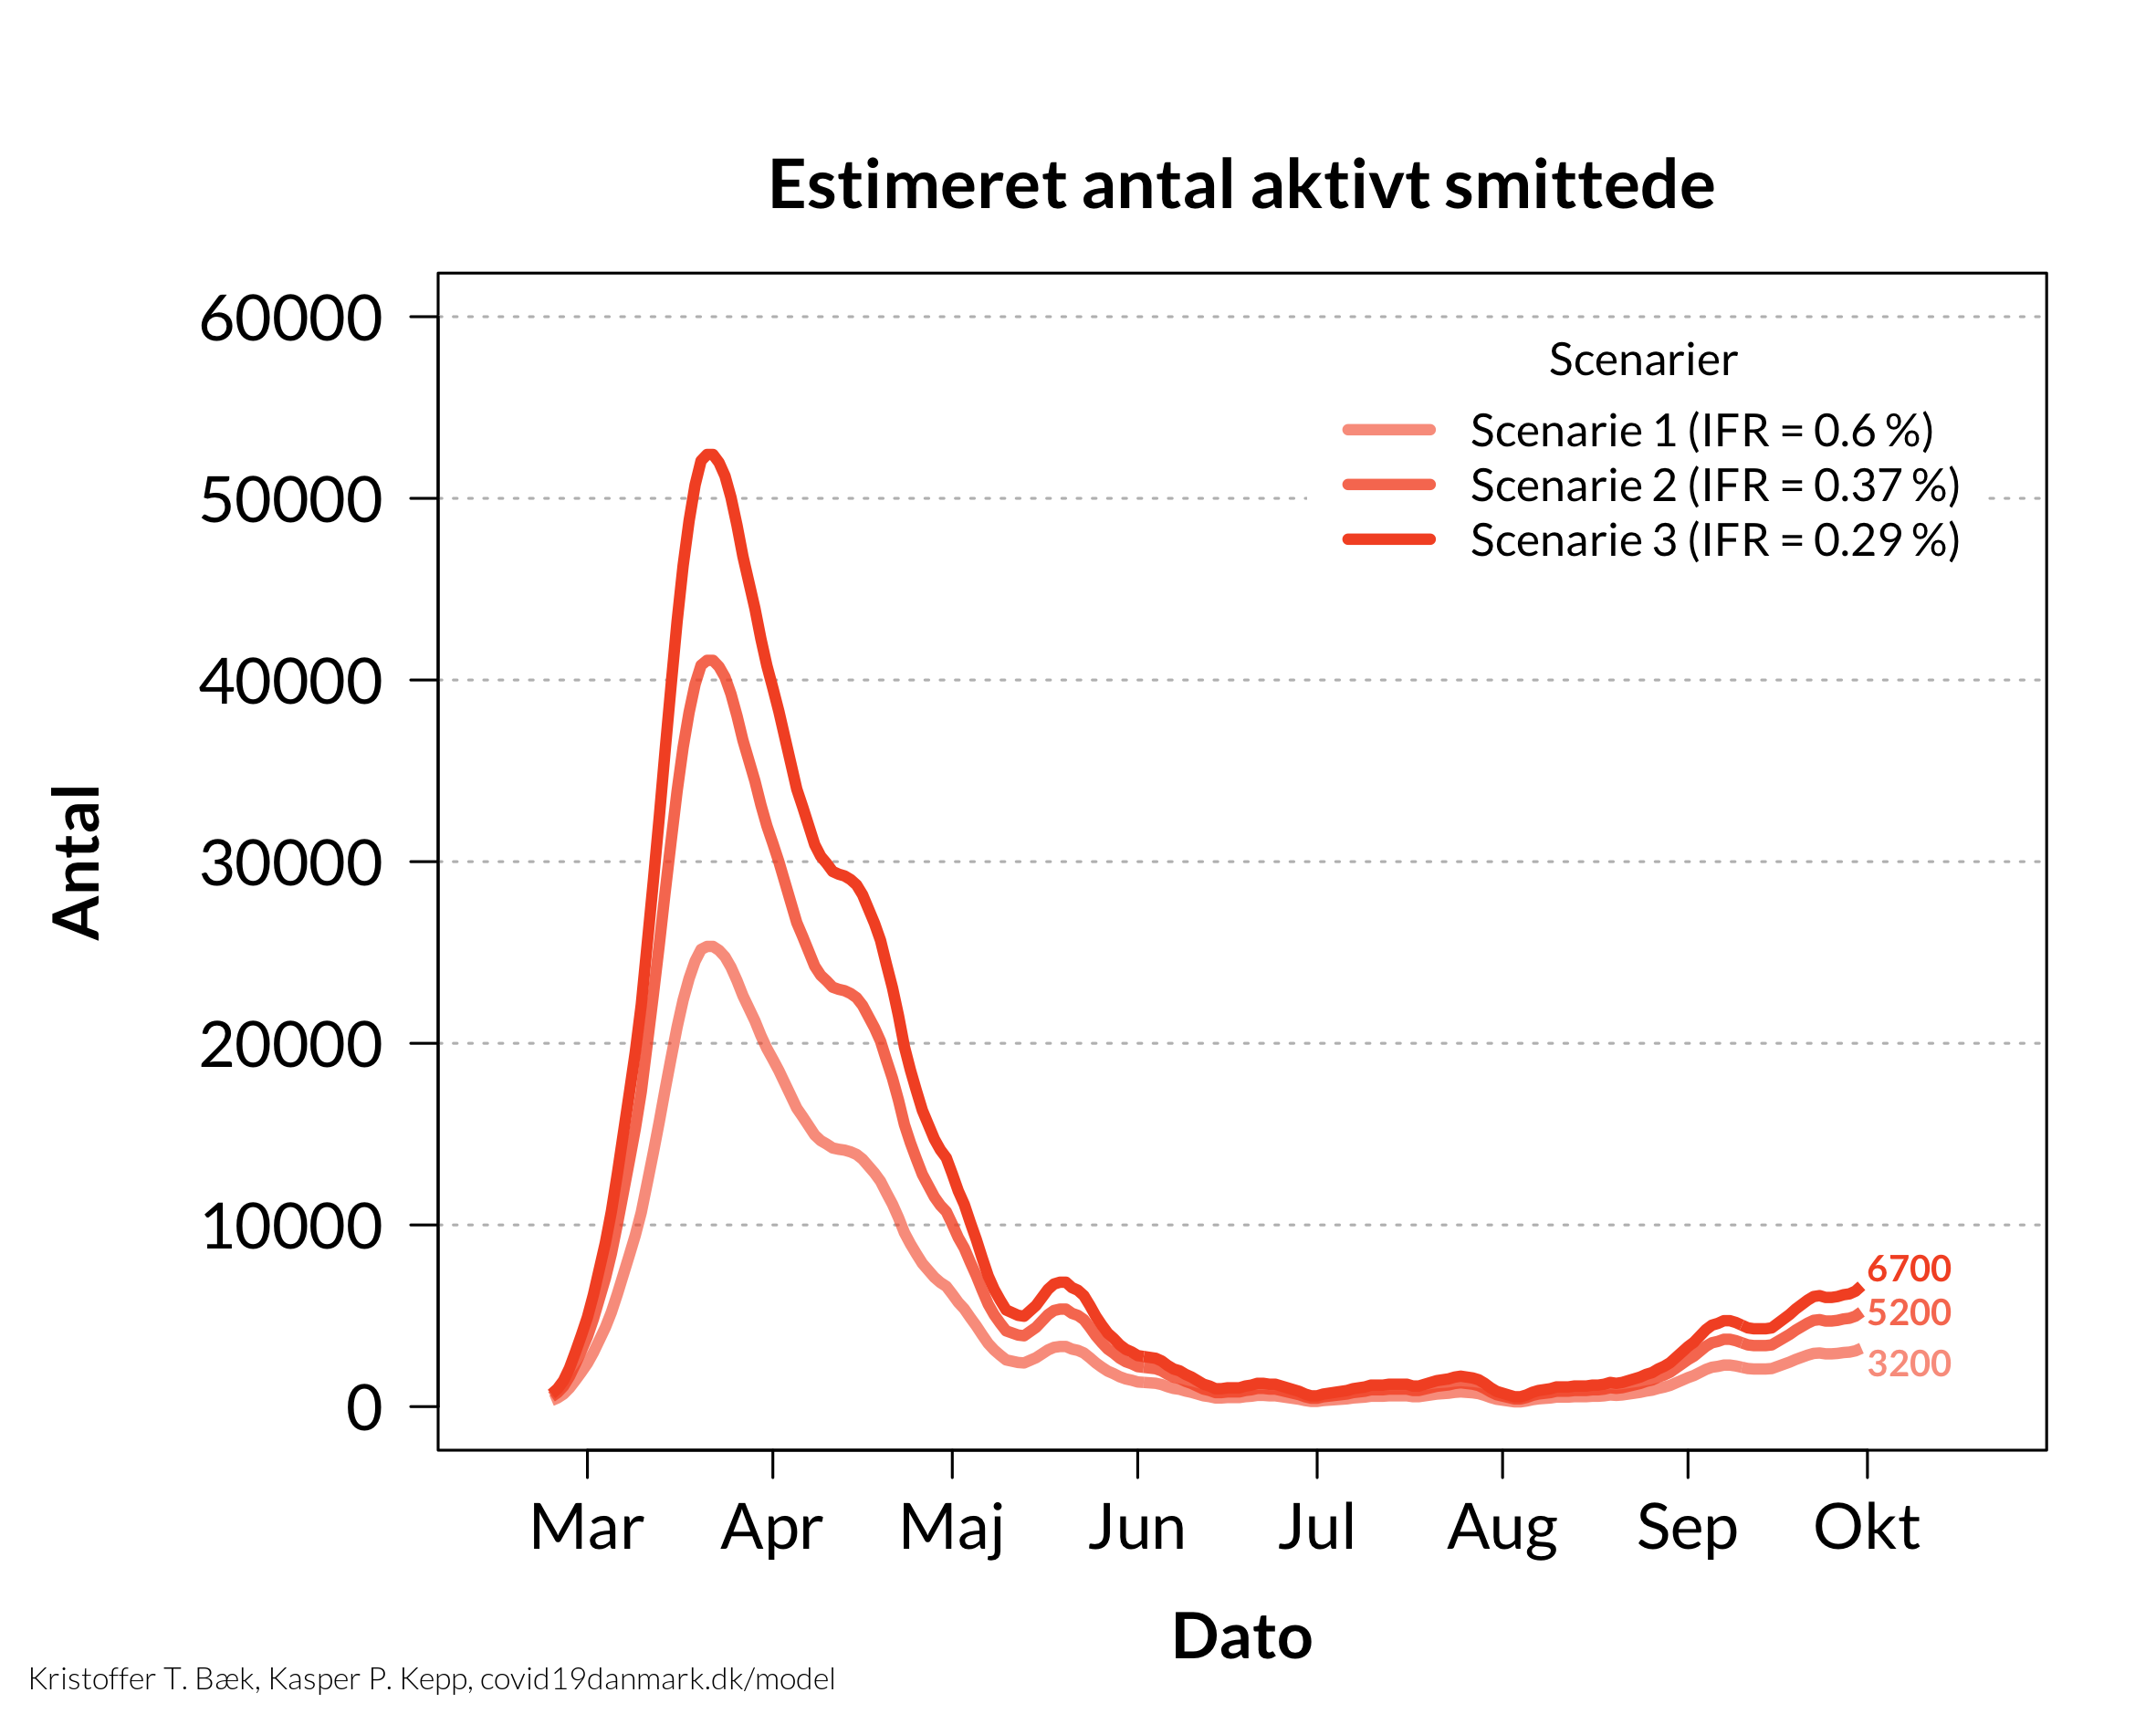 Estimeret antal aktivt smittede
60000
50000
40000
30000
20000
10000
0
Antal
Scenarier
Scenarie 1 (IFR = 0.6 %)
Scenarie 2 (IFR = 0.37 %)
Scenarie 3 (IFR = 0.29 %)
6700
5200
3200
Mar Apr Maj Jun Jul Aug Sep Okt
Dato
Kristoffer T. Bæk, Kasper P. Kepp, covid19danmark.dk/model